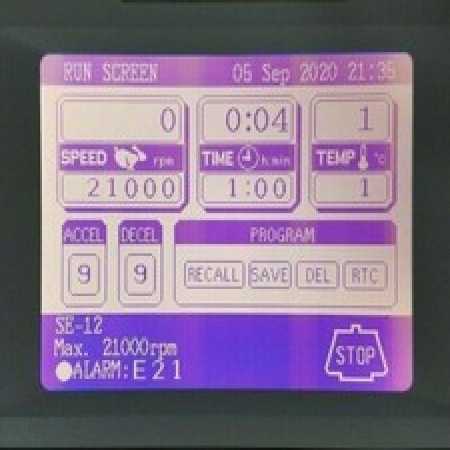 RUN SCREEN 05 Sep 2020 21:35
0 0:04 1
SPEED rpm TIME h.min TEMP °C
21000 1:00 1
ACCEL DECEL PROGRAM
9 9 RECALL SAVE DEL RTC
SE-12
Max. 21000rpm
ALARM:E21
STOP